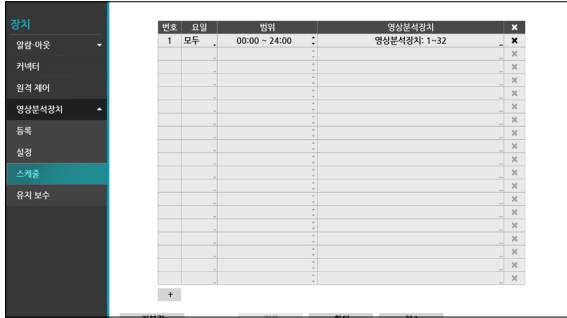 장치
알람·아웃
커넥터
원격 제어
영상분석장치
등록
설정
스케줄
유지 보수
번호 요일 범위 영상분석장치 ✖
1 모두 00:00 ~ 24:00 영상분석장치: 1~32 ✖
+